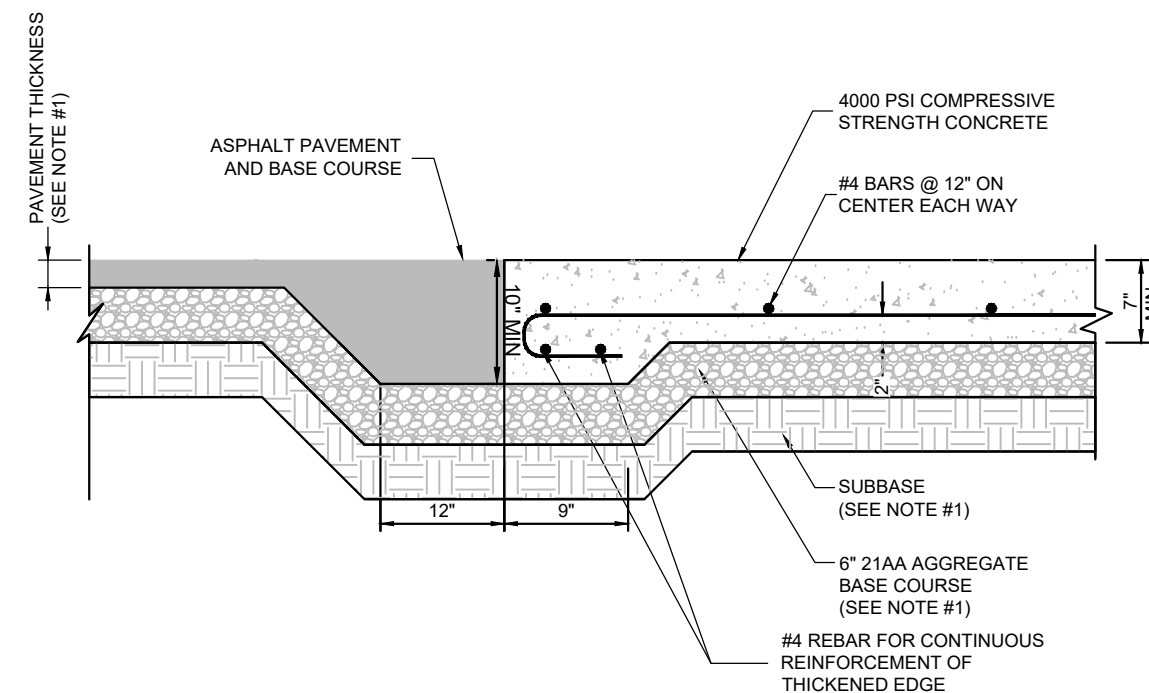 PAVEMENT THICKNESS
(SEE NOTE #1)
ASPHALT PAVEMENT
AND BASE COURSE
4000 PSI COMPRESSIVE
STRENGTH CONCRETE
#4 BARS @ 12" ON
CENTER EACH WAY
10" MIN
7"
MIN
2"
12"
9"
SUBBASE
(SEE NOTE #1)
6" 21AA AGGREGATE
BASE COURSE
(SEE NOTE #1)
#4 REBAR FOR CONTINUOUS
REINFORCEMENT OF
THICKENED EDGE